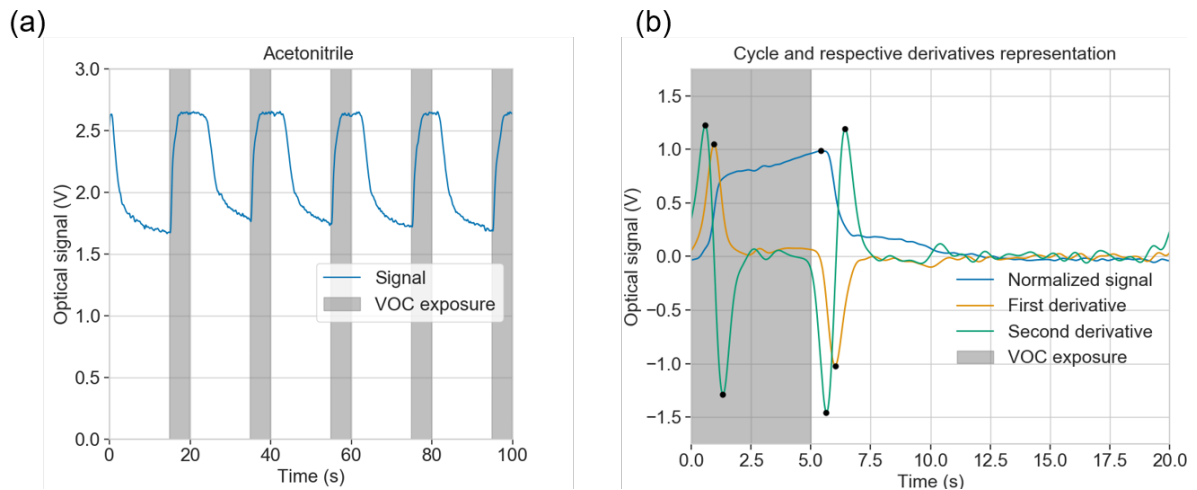 (a)
Acetonitrile
Optical signal (V)
3.0
2.5
2.0
1.5
1.0
0.5
0.0
Signal
VOC exposure
0 20 40 60 80 100
Time (s)
(b)
Cycle and respective derivatives representation
Optical signal (V)
1.5
1.0
0.5
0.0
−0.5
−1.0
−1.5
Normalized signal
First derivative
Second derivative
VOC exposure
0.0 2.5 5.0 7.5 10.0 12.5 15.0 17.5 20.0
Time (s)